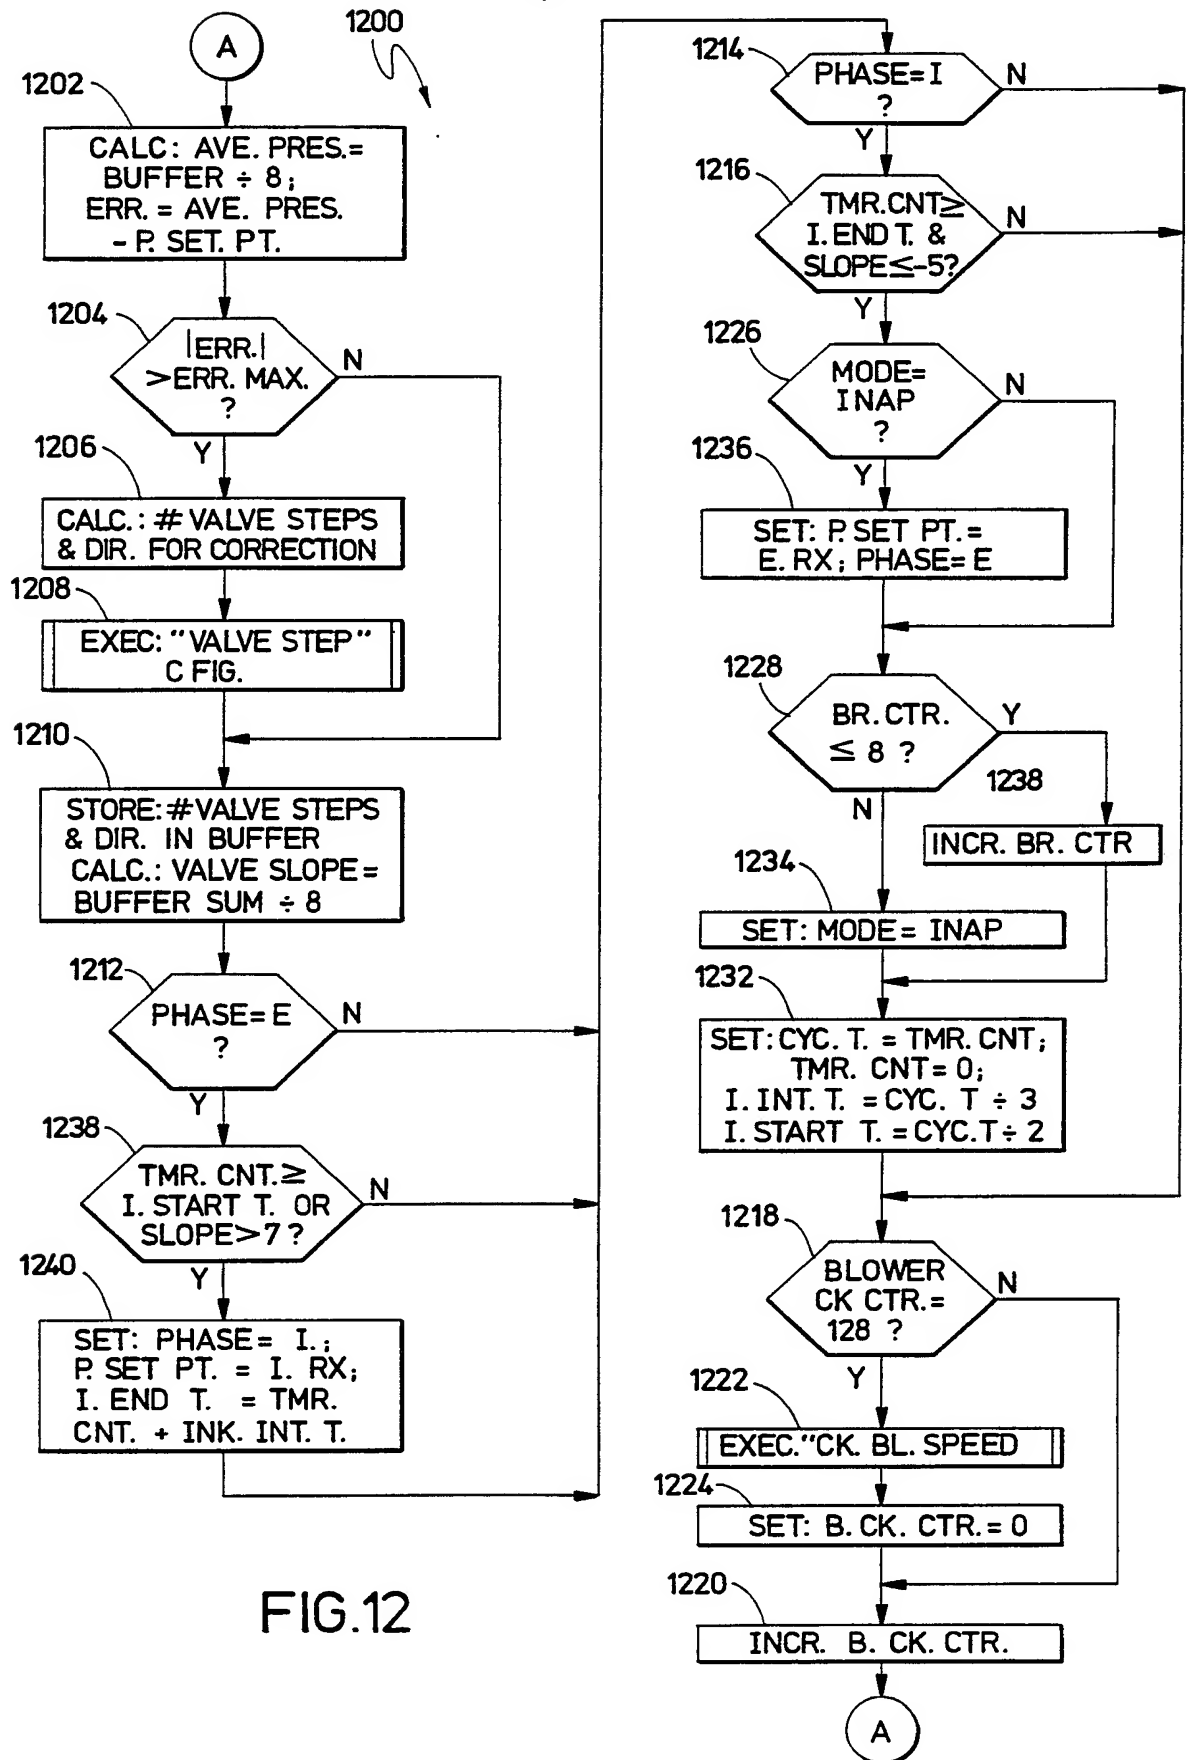 A
1200
1202
CALC: AVE. PRES.=
BUFFER ÷ 8;
ERR. = AVE. PRES.
- P. SET. PT.
1204
|ERR.|
>ERR. MAX.
?
N
Y
1206
CALC.: # VALVE STEPS
& DIR. FOR CORRECTION
1208
EXEC: "VALVE STEP"
C FIG.
1210
STORE: #VALVE STEPS
& DIR. IN BUFFER
CALC.: VALVE SLOPE=
BUFFER SUM ÷ 8
1212
PHASE= E
?
N
Y
1238
TMR. CNT.≥
I. START T. OR
SLOPE>7 ?
N
Y
1240
SET: PHASE= I.;
P. SET PT. = I. RX;
I. END T. = TMR.
CNT. + INK. INT. T.
1214
PHASE= I
?
N
Y
1216
TMR.CNT≥
I. END T. &
SLOPE≤-5?
N
Y
1226
MODE=
INAP
?
N
Y
1236
SET: P. SET PT.=
E. RX; PHASE= E
1228
BR. CTR.
≤ 8 ?
Y
N
1238
INCR. BR. CTR
1234
SET: MODE= INAP
1232
SET: CYC. T. = TMR. CNT;
TMR. CNT= 0;
I. INT. T. =CYC. T ÷ 3
I. START T. =CYC.T÷ 2
1218
BLOWER
CK CTR.=
128 ?
N
Y
1222
EXEC."CK. BL. SPEED
1224
SET: B. CK. CTR.= 0
1220
INCR. B. CK. CTR.
A
FIG.12